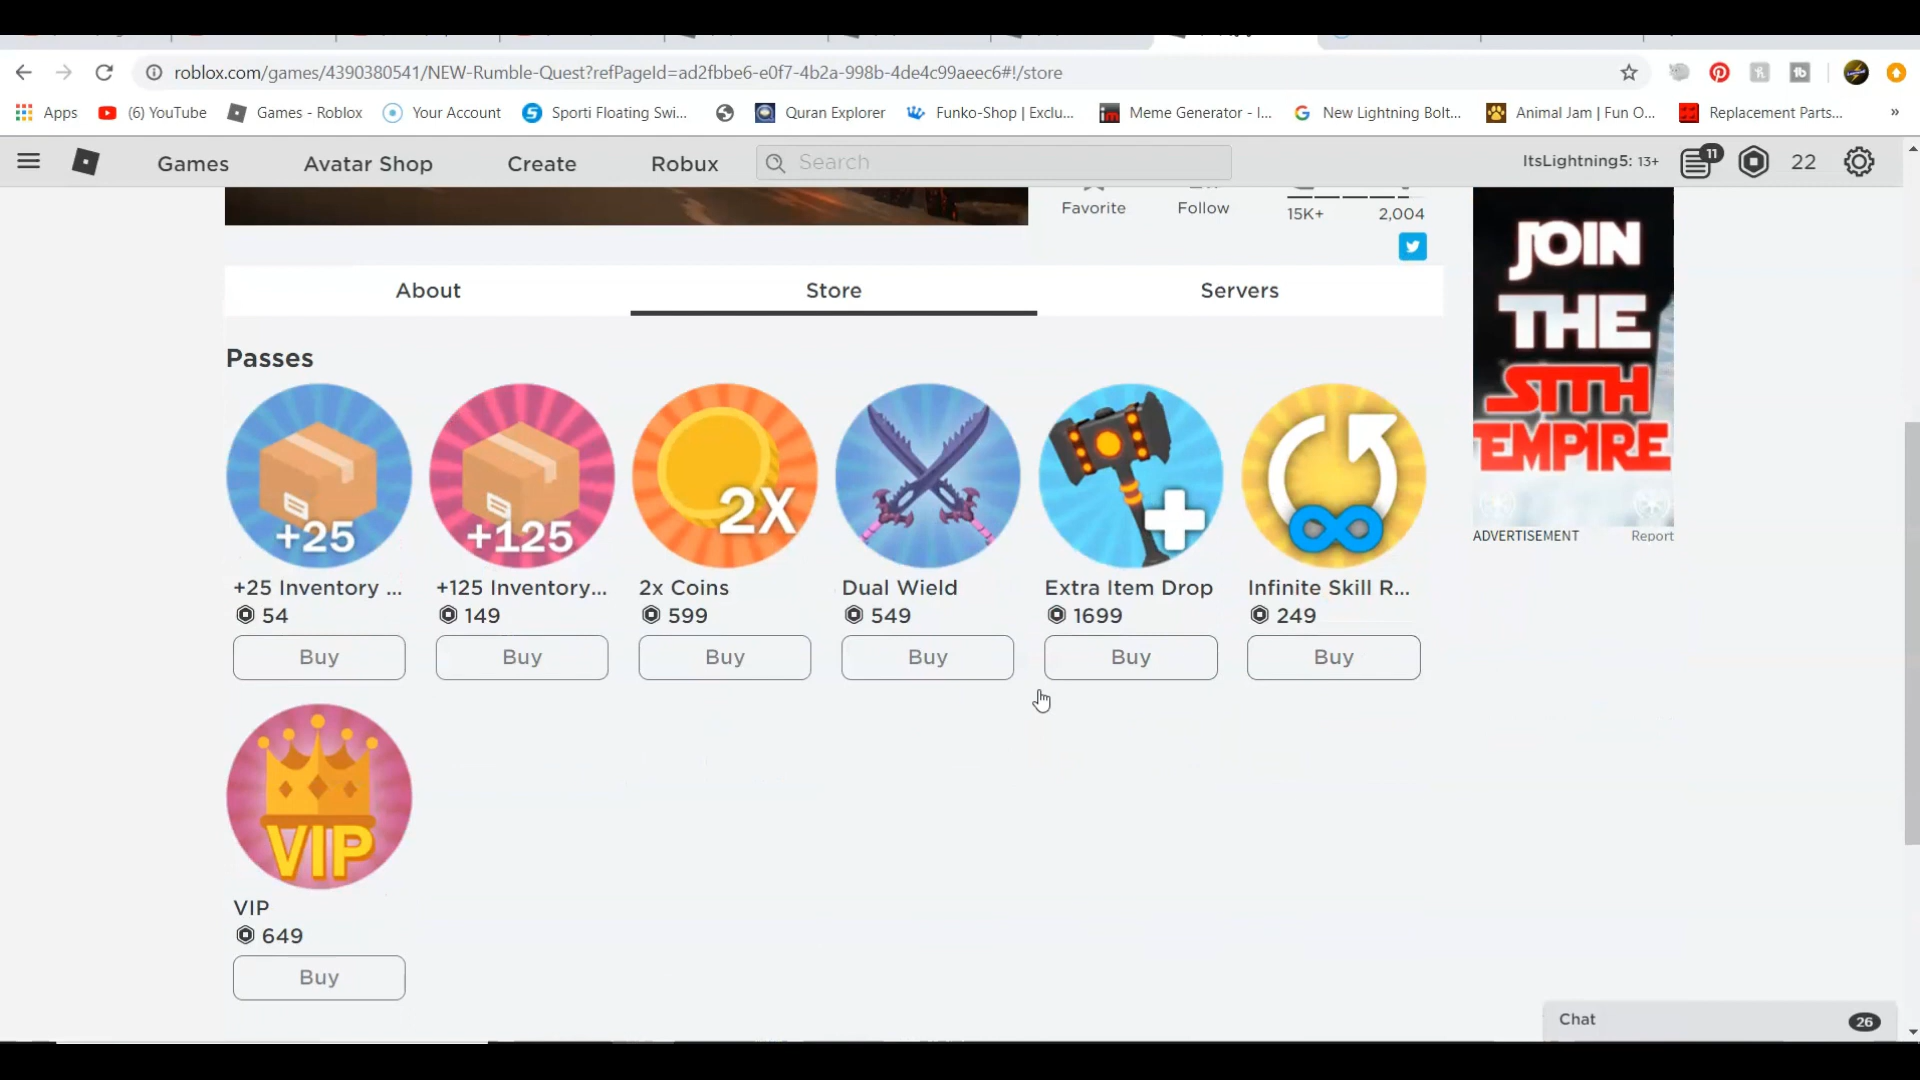 roblox.com/games/4390380541/NEW-Rumble-Quest?refPageId=ad2fbbe6-e0f7-4b2a-998b-4de4c99aeec6#!/store
Apps (6) YouTube Games - Roblox Your Account Sporti Floating Swi... Quran Explorer Funko-Shop | Exclu... Meme Generator - I... New Lightning Bolt... Animal Jam | Fun O... Replacement Parts... »
Games Avatar Shop Create Robux Search ItsLightning5: 13+ 11 22
Favorite Follow 15K+ 2,004
JOIN
THE
SITH
EMPIRE
ADVERTISEMENT Report
About Store Servers
Passes
+25 +125 2X
+25 Inventory ... +125 Inventory... 2x Coins Dual Wield Extra Item Drop Infinite Skill R...
54 149 599 549 1699 249
Buy Buy Buy Buy Buy Buy
VIP
VIP
649
Buy
Chat 26